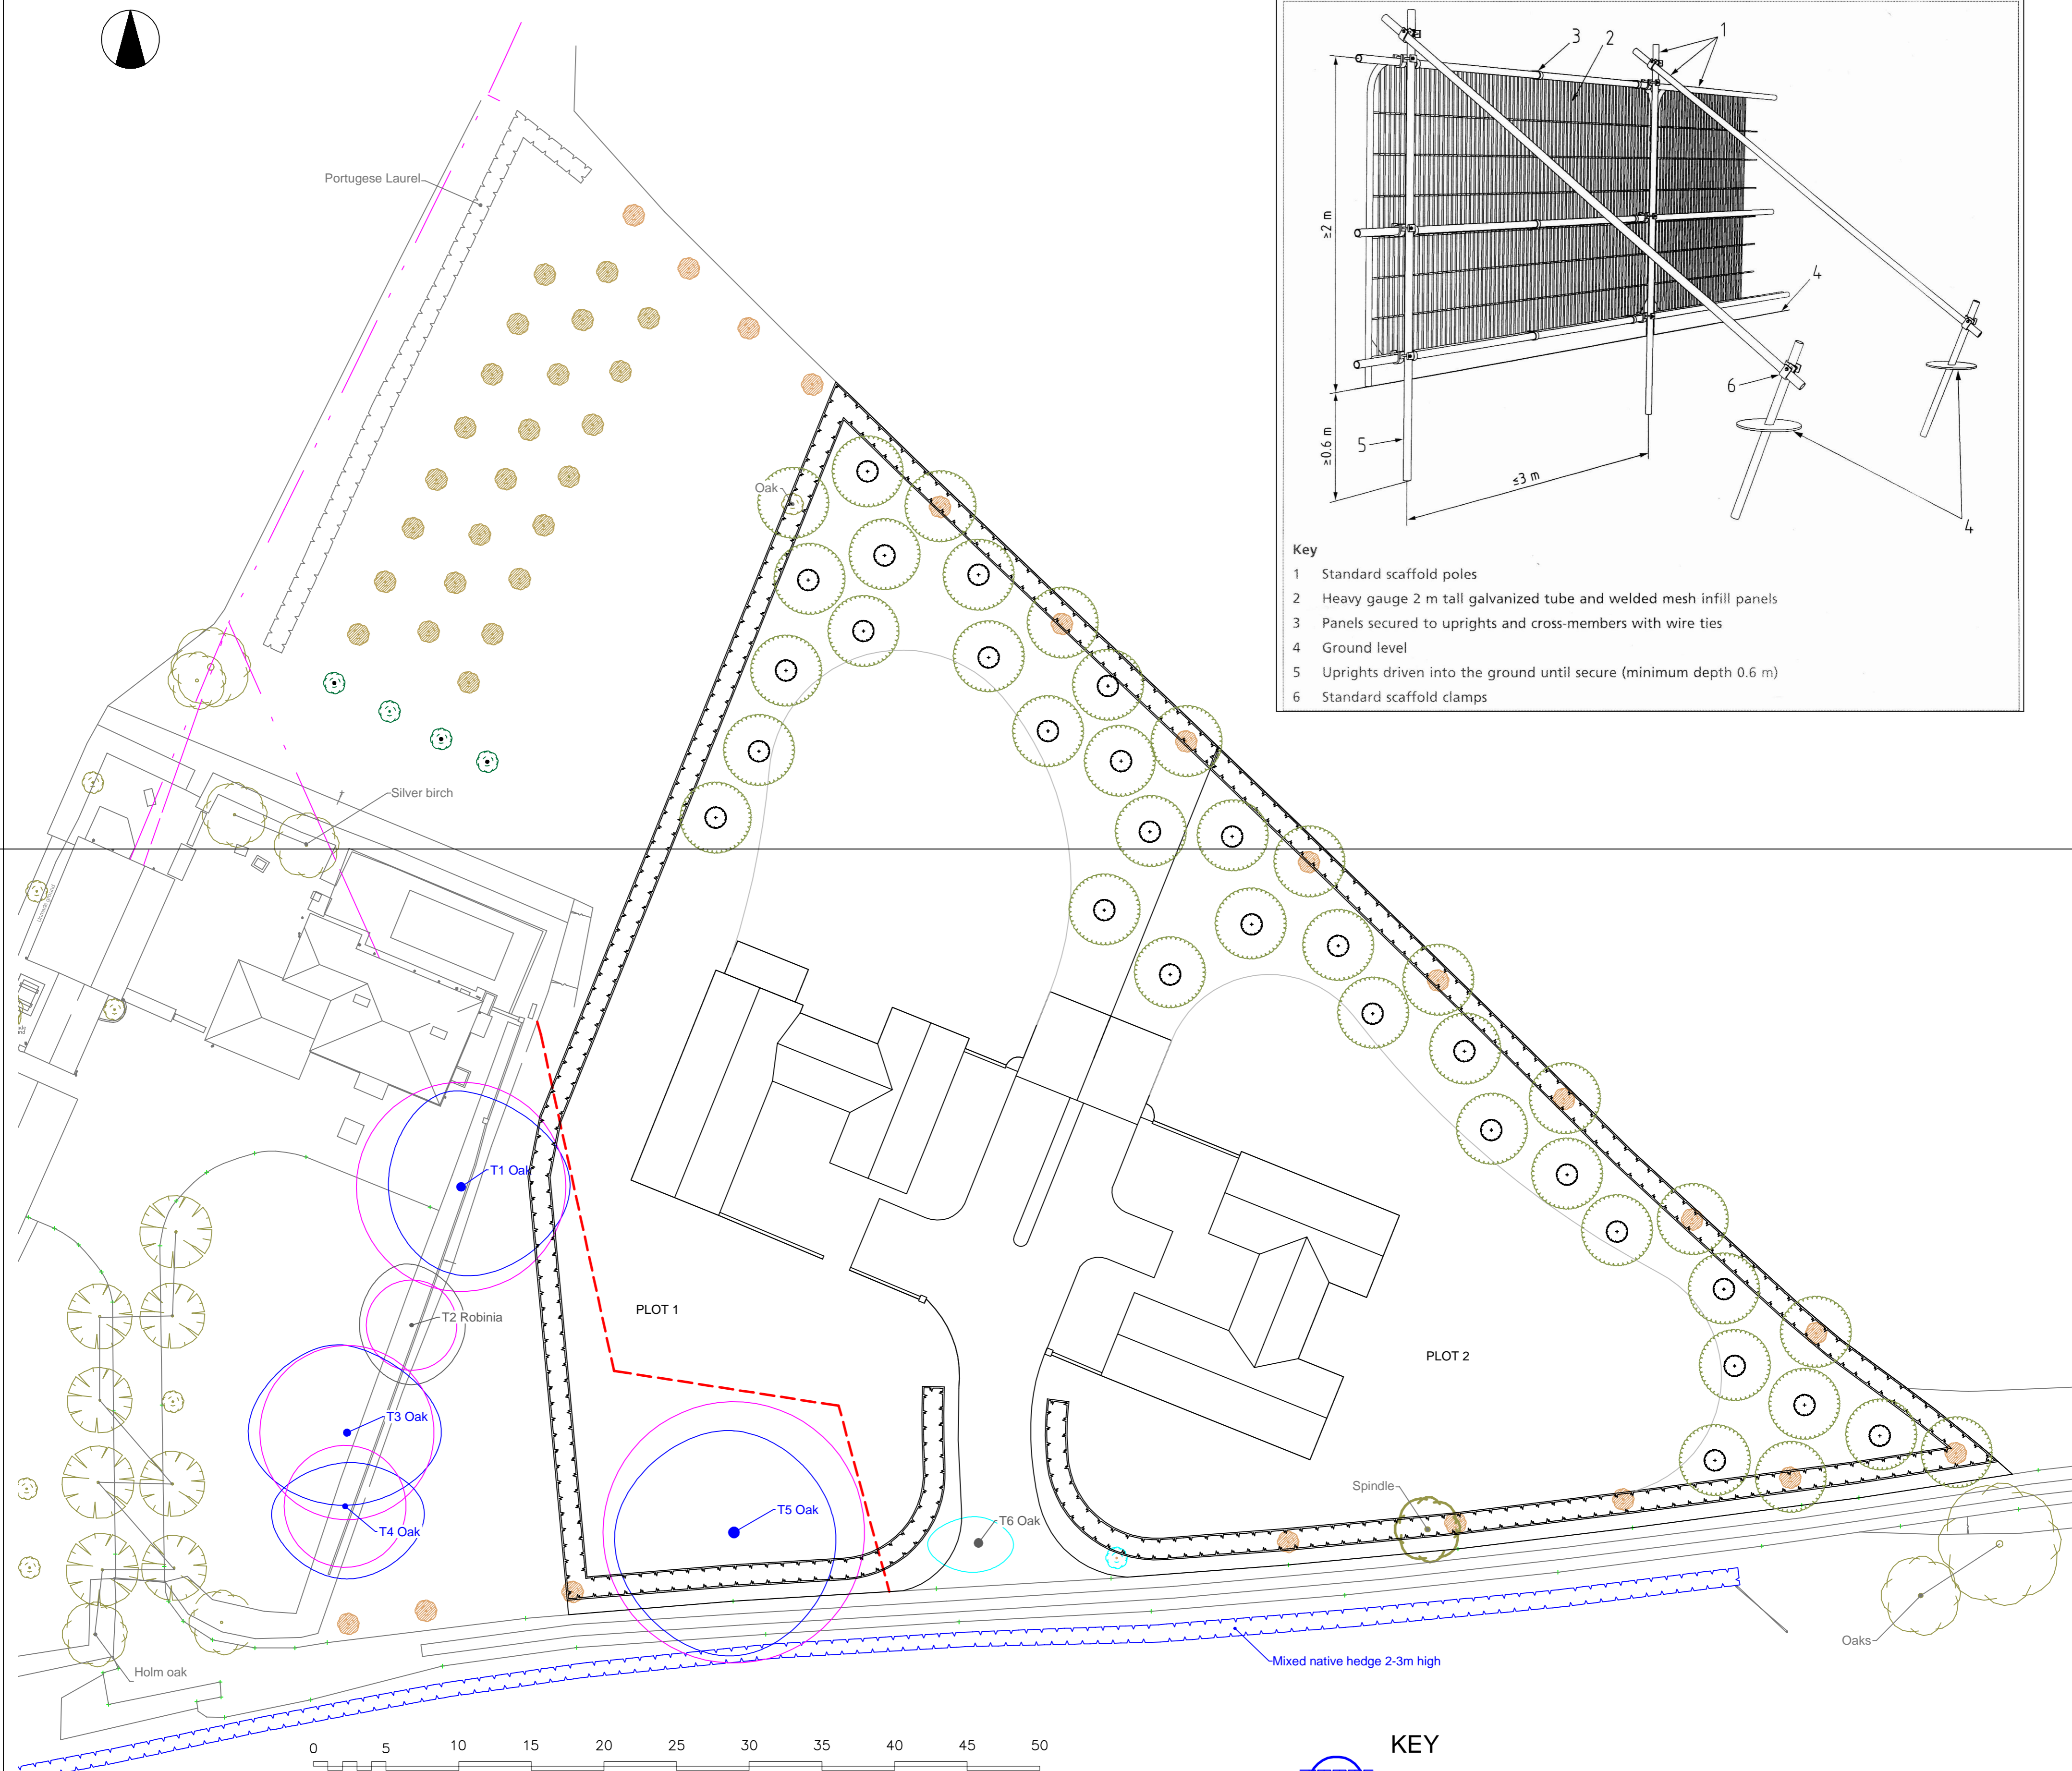 Portugese Laurel
Oak
Silver birch
T1 Oak
T2 Robinia
T3 Oak
T4 Oak
T5 Oak
T6 Oak
PLOT 1
PLOT 2
Spindle
Oaks
Holm oak
Mixed native hedge 2-3m high
0 5 10 15 20 25 30 35 40 45 50
KEY
1
2
3
4
5
6
4
≥2 m
≥0.6 m
≤3 m
Key
1 Standard scaffold poles
2 Heavy gauge 2 m tall galvanized tube and welded mesh infill panels
3 Panels secured to uprights and cross-members with wire ties
4 Ground level
5 Uprights driven into the ground until secure (minimum depth 0.6 m)
6 Standard scaffold clamps